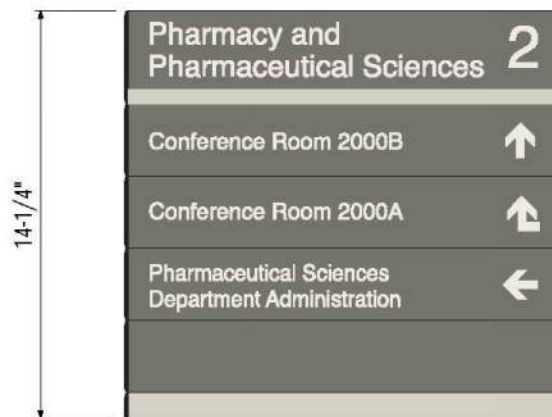 Pharmacy and
Pharmaceutical Sciences
2
Conference Room 2000B
Conference Room 2000A
Pharmaceutical Sciences
Department Administration
14-1/4"